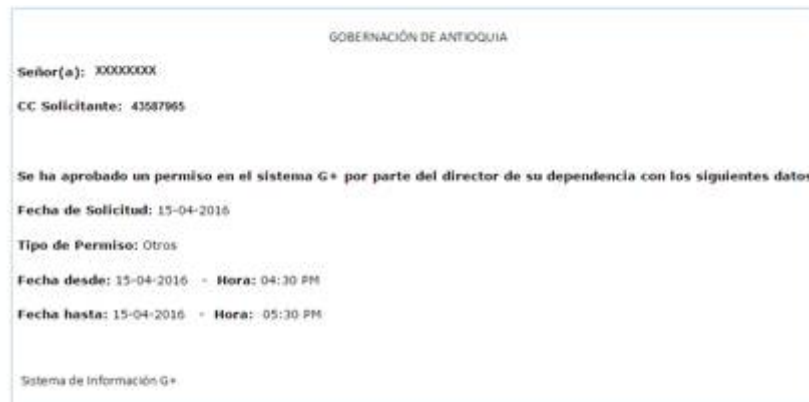 GOBERNACIÓN DE ANTIOQUIA
Señor(a): XXXXXXXX
CC Solicitante: 43587965
Se ha aprobado un permiso en el sistema G+ por parte del director de su dependencia con los siguientes datos
Fecha de Solicitud: 15-04-2016
Tipo de Permiso: Otros
Fecha desde: 15-04-2016 - Hora: 04:30 PM
Fecha hasta: 15-04-2016 - Hora: 05:30 PM
Sistema de Información G+